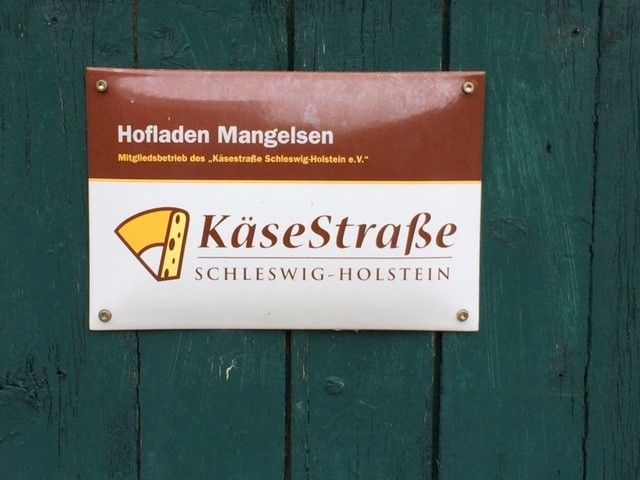 Hofladen Mangelsen
Mitgliedsbetrieb des „Käsestraße Schleswig-Holstein e.V.“
KäseStraße
SCHLESWIG-HOLSTEIN